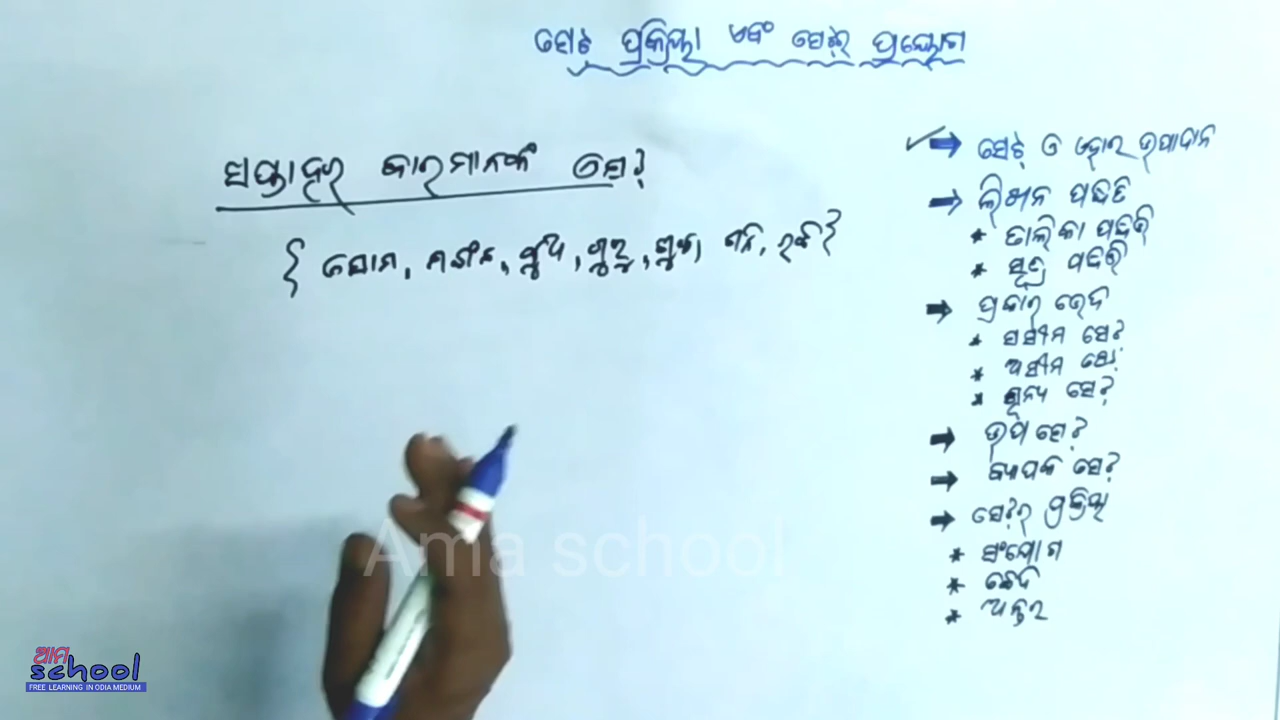 ସେଟ୍ ପ୍ରକ୍ରିୟା ଏବଂ ସେଟ୍‌ର ପ୍ରୟୋଗ
ସପ୍ତାହର ବାରମାନଙ୍କ ସେଟ୍
{ ସୋମ, ମଙ୍ଗଳ, ବୁଧ, ଗୁରୁ, ଶୁକ୍ର, ଶନି, ରବି }
ସେଟ୍ ଓ ଏହାର ଉପାଦାନ
ଲିଖନ ପଦ୍ଧତି
* ତାଲିକା ପଦ୍ଧତି
* ସୂତ୍ର ପଦ୍ଧତି
ପ୍ରକାର ଭେଦ
* ସସୀମ ସେଟ୍
* ଅସୀମ ସେଟ୍
* ଶୂନ୍ୟ ସେଟ୍
ଉପସେଟ୍
ବ୍ୟାପକ ସେଟ୍
ସେଟ୍‌ର ପ୍ରକ୍ରିୟା
* ସଂଯୋଗ
* ଛେଦ
* ଅନ୍ତର
Ama school
ଆମ
school
FREE LEARNING IN ODIA MEDIUM